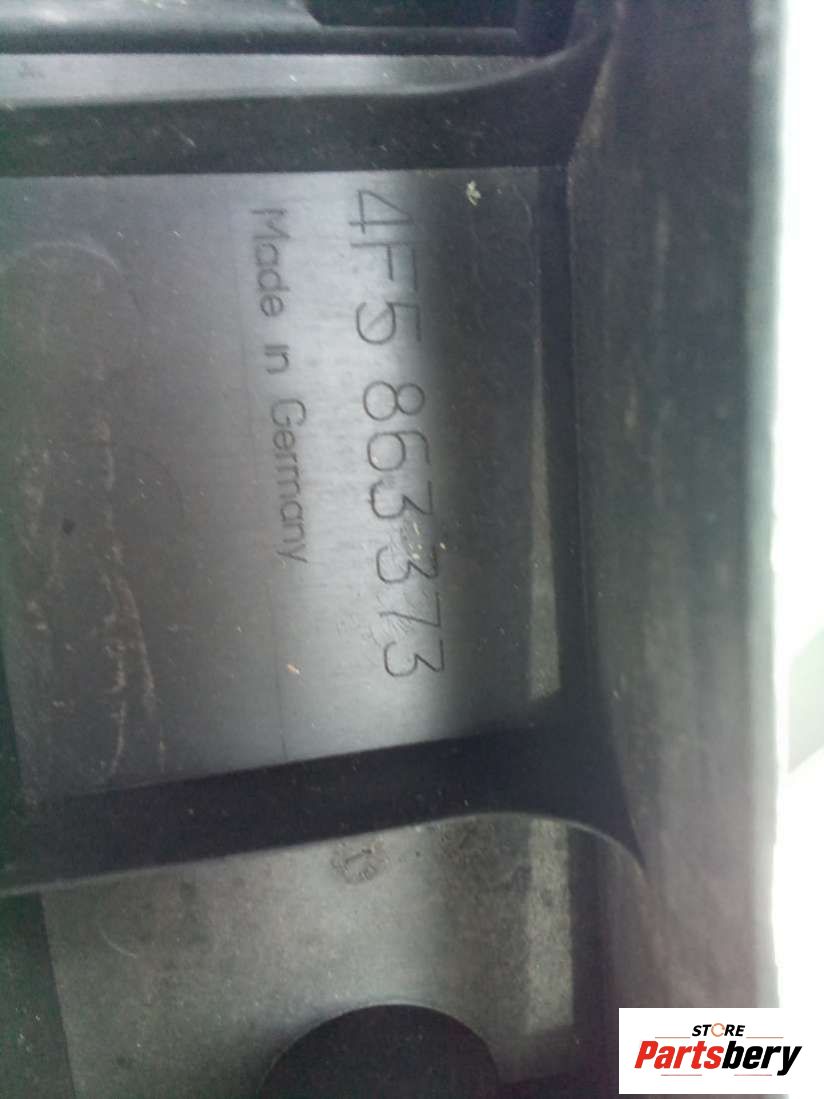 4F5 863 373
Made in Germany
STORE
Partsbery